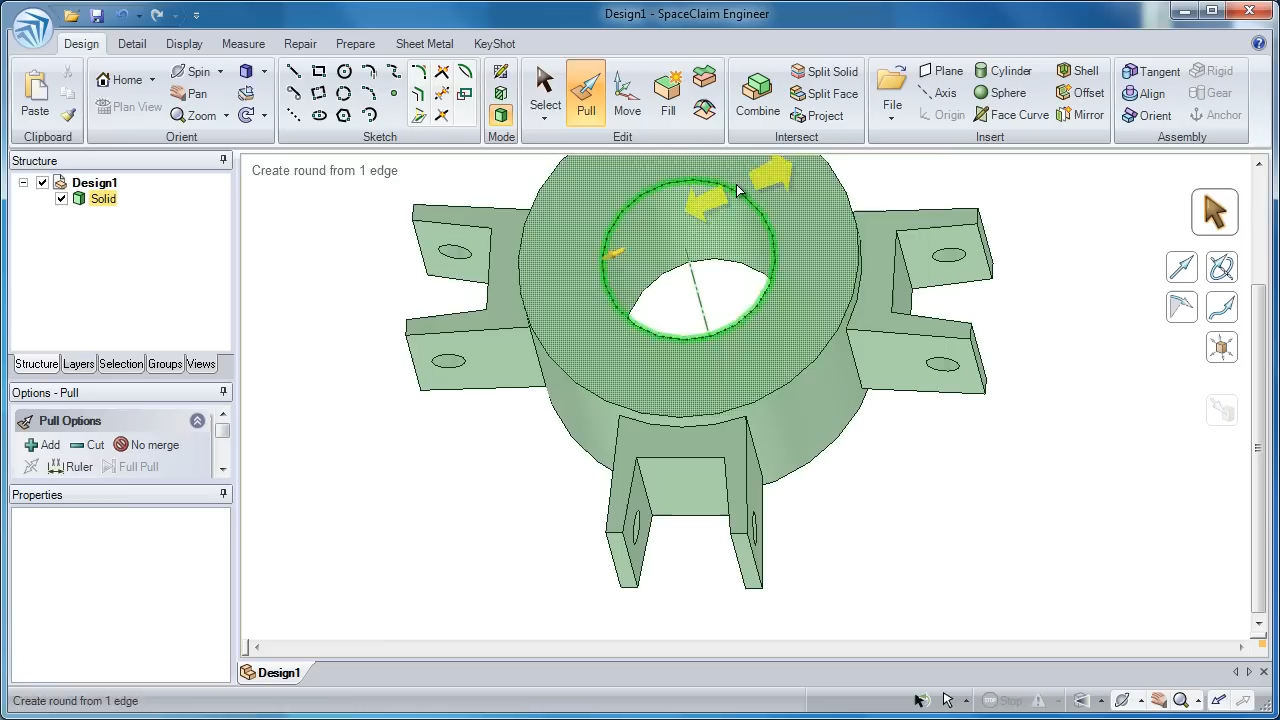 Design1 - SpaceClaim Engineer
Design Detail Display Measure Repair Prepare Sheet Metal KeyShot
Paste
Clipboard
Home Spin
Plan View Pan
Zoom
Orient
Sketch
Mode
Select Pull Move Fill
Edit
Combine
Split Solid
Split Face
Project
Intersect
File
Plane Cylinder Shell
Axis Sphere Offset
Origin Face Curve Mirror
Insert
Tangent Rigid
Align Gear
Orient Anchor
Assembly
Structure
Design1
Solid
Structure Layers Selection Groups Views
Options - Pull
Pull Options
Add Cut No merge
Ruler Full Pull
Properties
Create round from 1 edge
Design1
Create round from 1 edge
Stop